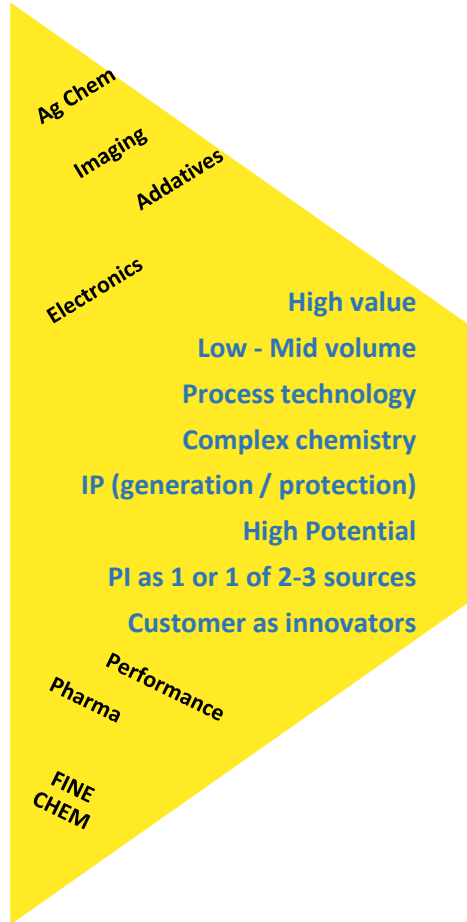 Ag Chem
Imaging
Addatives
Electronics
High value
Low - Mid volume
Process technology
Complex chemistry
IP (generation / protection)
High Potential
PI as 1 or 1 of 2-3 sources
Customer as innovators
Performance
Pharma
FINE
CHEM